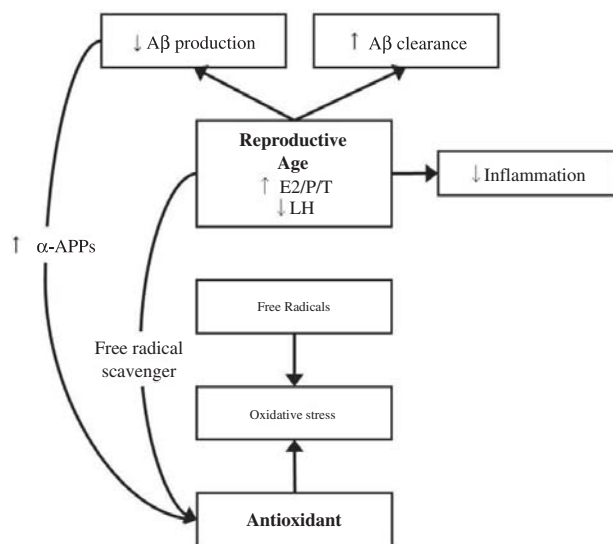 ↓ Aβ production
↑ Aβ clearance
Reproductive
Age
↑ E2/P/T
↓ LH
↓ Inflammation
↑ α-APPs
Free radical
scavenger
Free Radicals
Oxidative stress
Antioxidant